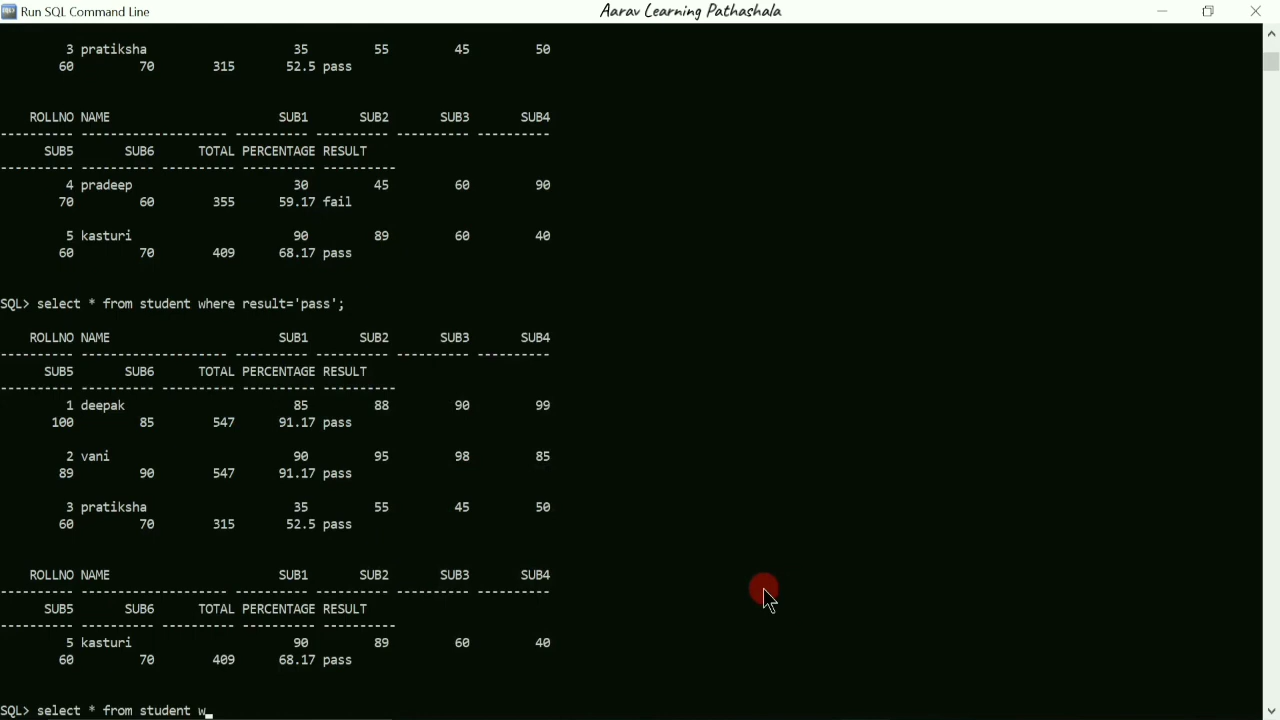 Run SQL Command Line
Aarav Learning Pathashala
3 pratiksha 35 55 45 50
60 70 315 52.5 pass
ROLLNO NAME SUB1 SUB2 SUB3 SUB4
---------- -------------------- ---------- ---------- ---------- ----------
SUB5 SUB6 TOTAL PERCENTAGE RESULT
---------- ---------- ---------- ---------- ----------
4 pradeep 30 45 60 90
70 60 355 59.17 fail
5 kasturi 90 89 60 40
60 70 409 68.17 pass
SQL> select * from student where result='pass';
ROLLNO NAME SUB1 SUB2 SUB3 SUB4
---------- -------------------- ---------- ---------- ---------- ----------
SUB5 SUB6 TOTAL PERCENTAGE RESULT
---------- ---------- ---------- ---------- ----------
1 deepak 85 88 90 99
100 85 547 91.17 pass
2 vani 90 95 98 85
89 90 547 91.17 pass
3 pratiksha 35 55 45 50
60 70 315 52.5 pass
ROLLNO NAME SUB1 SUB2 SUB3 SUB4
---------- -------------------- ---------- ---------- ---------- ----------
SUB5 SUB6 TOTAL PERCENTAGE RESULT
---------- ---------- ---------- ---------- ----------
5 kasturi 90 89 60 40
60 70 409 68.17 pass
SQL> select * from student w_